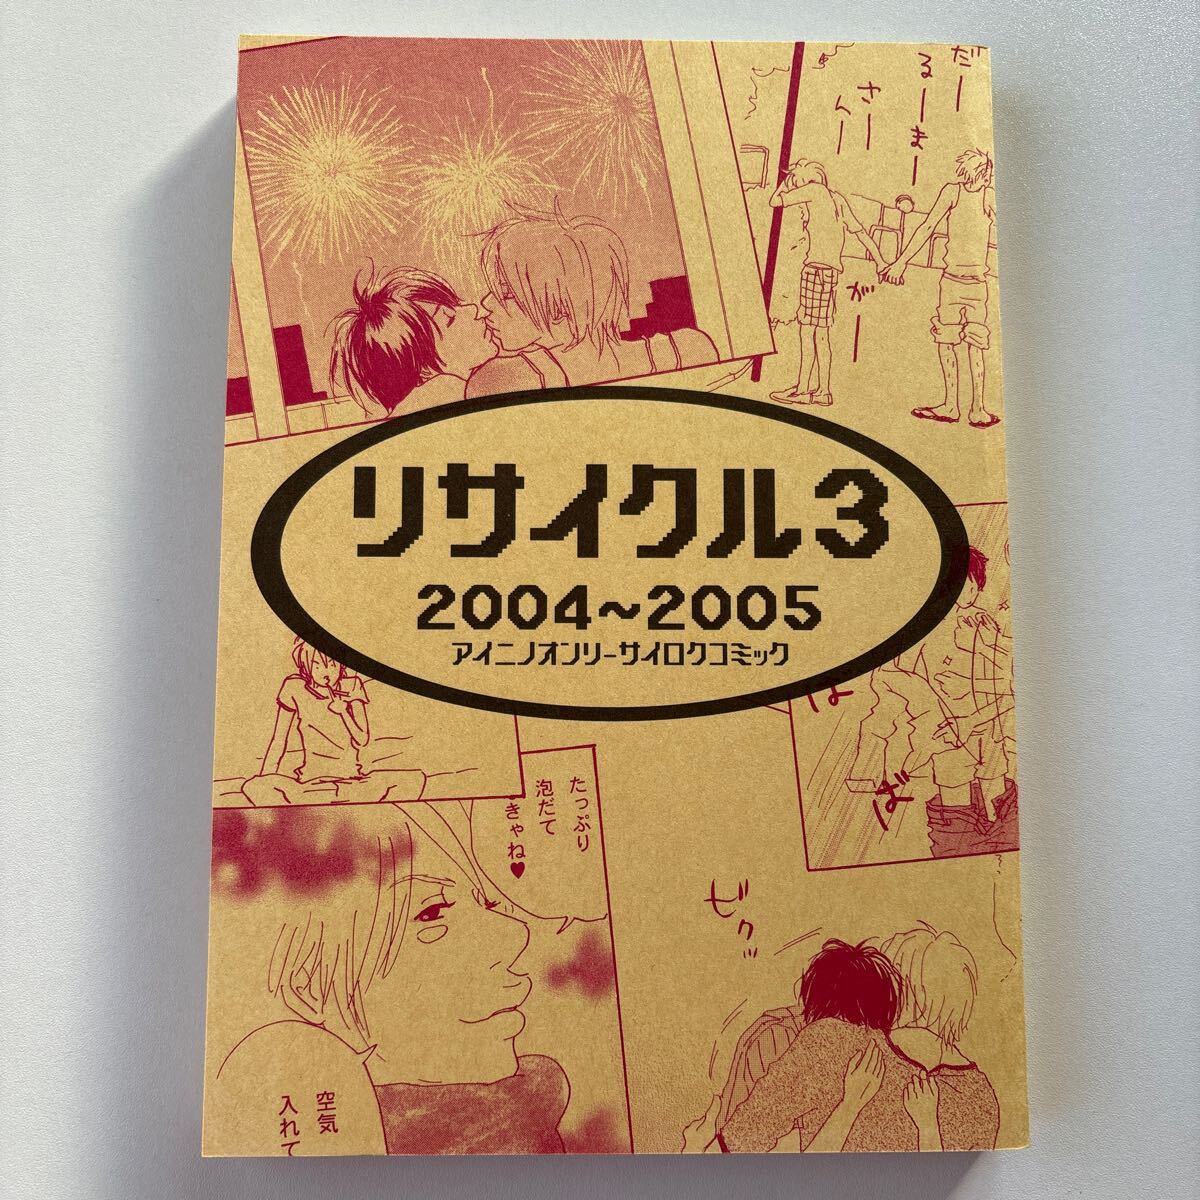 だー
るーまー
さー
んー
がー
リサイクル3
2004~2005
アイニノオンリーサイロクコミック
ば
ば
たっぷり
泡だて
きゃね♥
ビクッ
空気
入れて